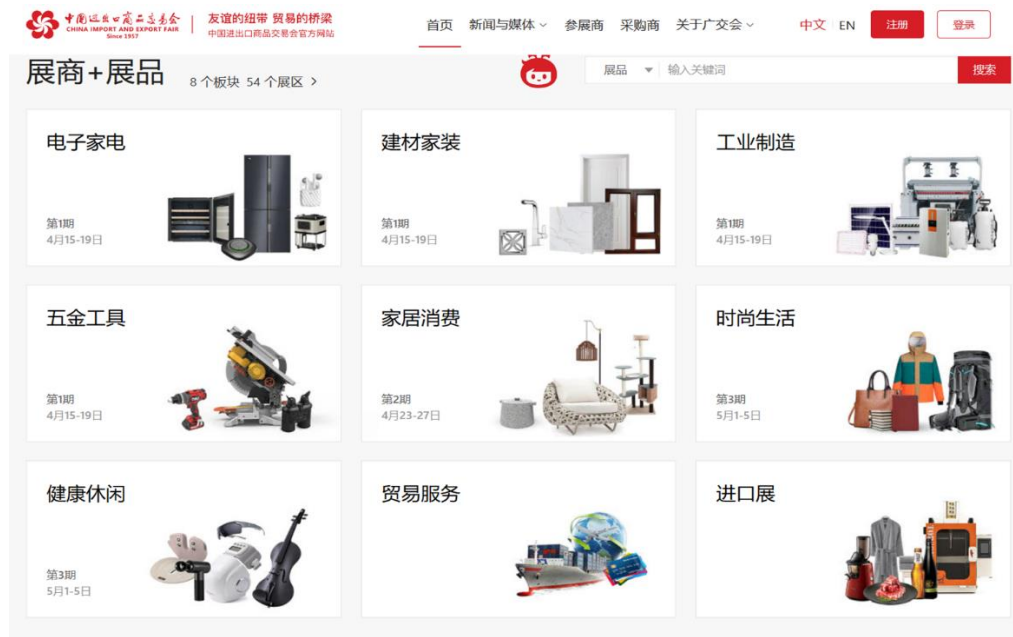 中国进出口商品交易会
CHINA IMPORT AND EXPORT FAIR
Since 1957
友谊的纽带 贸易的桥梁
中国进出口商品交易会官方网站
首页 新闻与媒体 参展商 采购商 关于广交会 中文 EN 注册 登录
展商+展品 8 个板块 54 个展区
展品 输入关键词 搜索
电子家电
第1期
4月15-19日
建材家装
第1期
4月15-19日
工业制造
第1期
4月15-19日
五金工具
第1期
4月15-19日
家居消费
第2期
4月23-27日
时尚生活
第3期
5月1-5日
健康休闲
第3期
5月1-5日
贸易服务
进口展